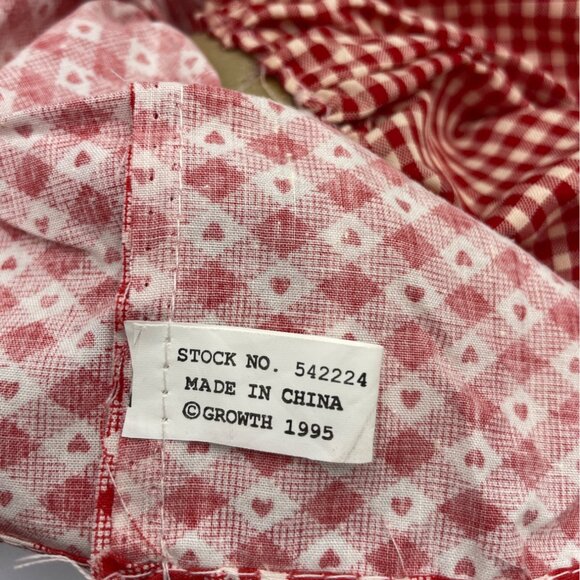 STOCK NO. 542224
MADE IN CHINA
©GROWTH 1995